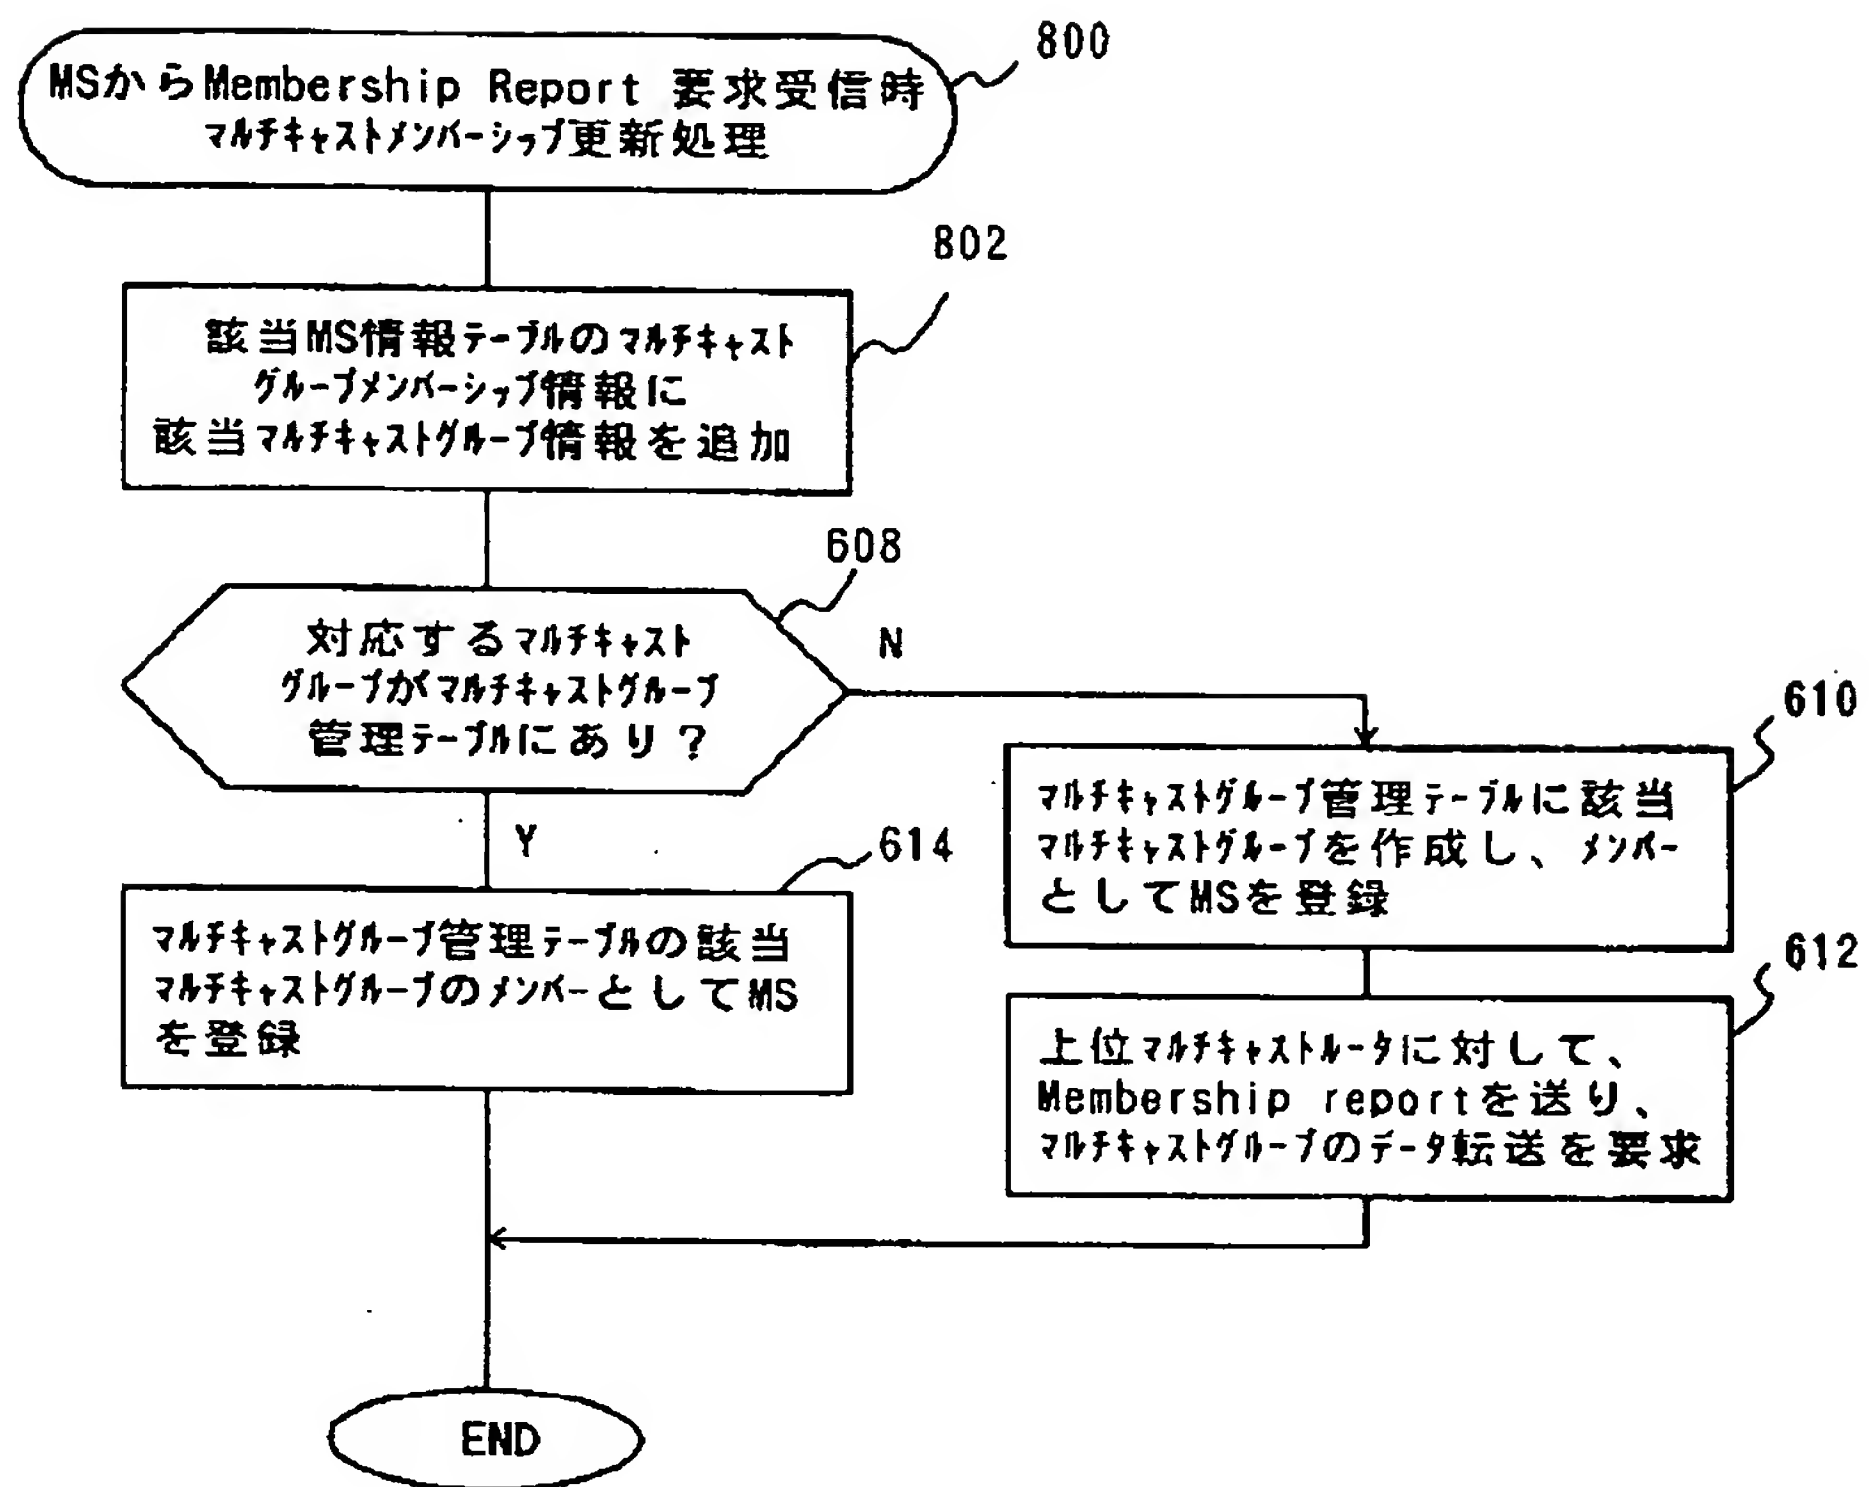 800
MSからMembership Report 要求受信時
ﾏﾙﾁｷｬｽﾄﾒﾝﾊﾞｰｼｯﾌﾟ更新処理
802
該当MS情報ﾃｰﾌﾞﾙのﾏﾙﾁｷｬｽﾄ
ｸﾞﾙｰﾌﾟﾒﾝﾊﾞｰｼｯﾌﾟ情報に
該当ﾏﾙﾁｷｬｽﾄｸﾞﾙｰﾌﾟ情報を追加
608
対応するﾏﾙﾁｷｬｽﾄ
ｸﾞﾙｰﾌﾟがﾏﾙﾁｷｬｽﾄｸﾞﾙｰﾌﾟ
管理ﾃｰﾌﾞﾙにあり？
N
Y
610
ﾏﾙﾁｷｬｽﾄｸﾞﾙｰﾌﾟ管理ﾃｰﾌﾞﾙに該当
ﾏﾙﾁｷｬｽﾄｸﾞﾙｰﾌﾟを作成し、ﾒﾝﾊﾞｰ
としてMSを登録
614
ﾏﾙﾁｷｬｽﾄｸﾞﾙｰﾌﾟ管理ﾃｰﾌﾞﾙの該当
ﾏﾙﾁｷｬｽﾄｸﾞﾙｰﾌﾟのﾒﾝﾊﾞｰとしてMS
を登録
612
上位ﾏﾙﾁｷｬｽﾄﾙｰﾀに対して、
Membership reportを送り、
ﾏﾙﾁｷｬｽﾄｸﾞﾙｰﾌﾟのﾃﾞｰﾀ転送を要求
END